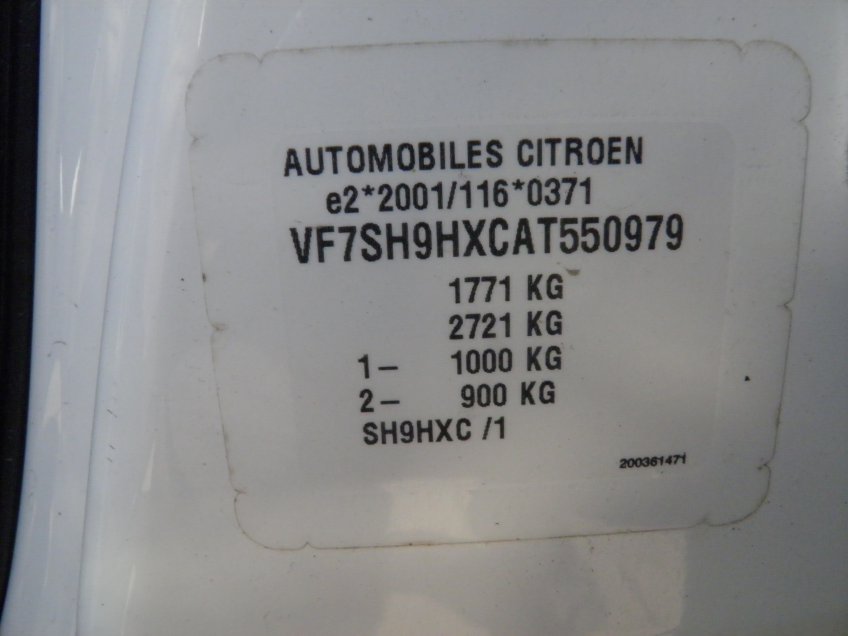 AUTOMOBILES CITROEN
e2*2001/116*0371
VF7SH9HXCAT550979
1771 KG
2721 KG
1– 1000 KG
2– 900 KG
SH9HXC /1
200361471